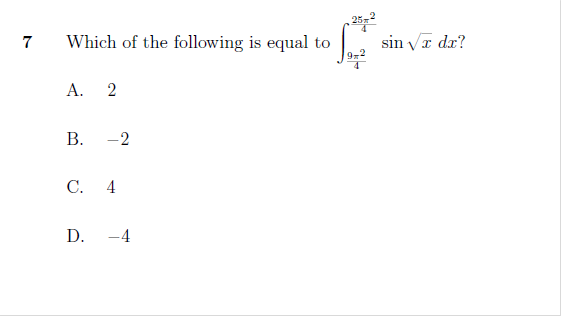 7 Which of the following is equal to ∫_{9π²/4}^{25π²/4} sin √x dx?
A. 2
B. −2
C. 4
D. −4